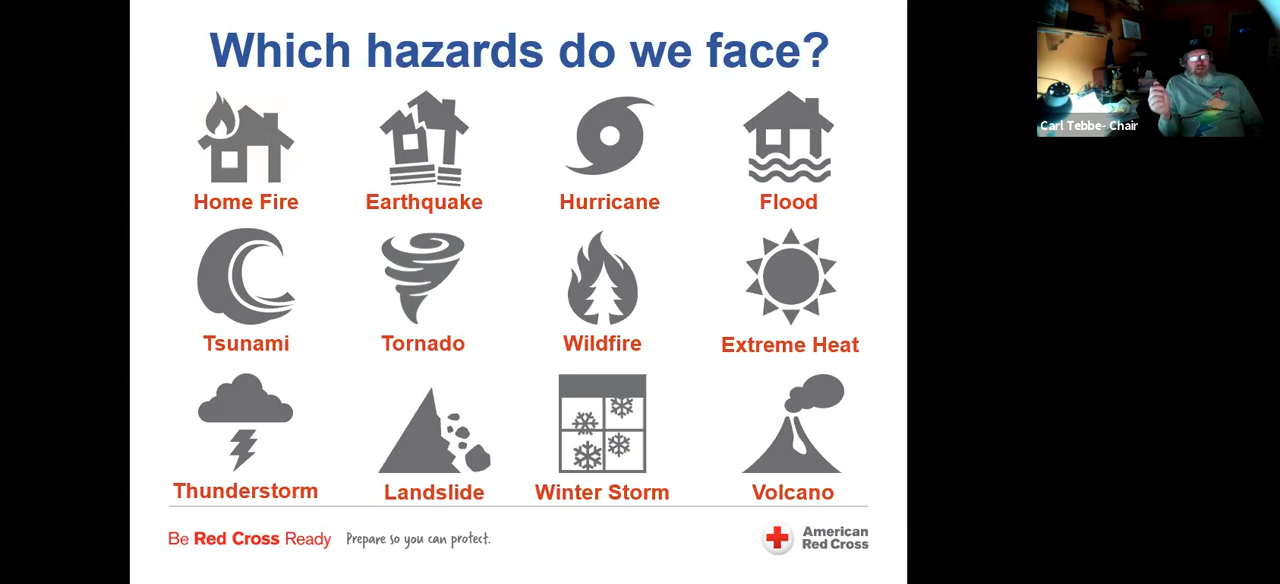 Which hazards do we face?
Carl Tebbe- Chair
Home Fire
Earthquake
Hurricane
Flood
Tsunami
Tornado
Wildfire
Extreme Heat
Thunderstorm
Landslide
Winter Storm
Volcano
Be Red Cross Ready
Prepare so you can protect.
American
Red Cross